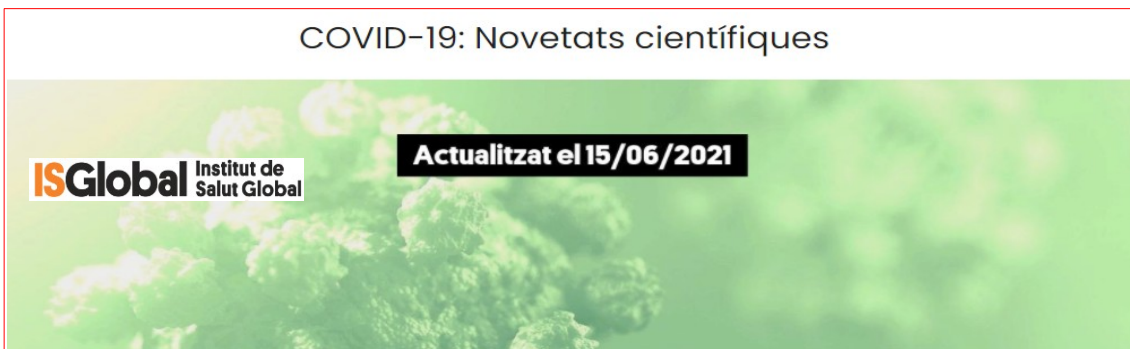 COVID-19: Novetats científiques
Actualitzat el 15/06/2021
ISGlobal Institut de
Salut Global